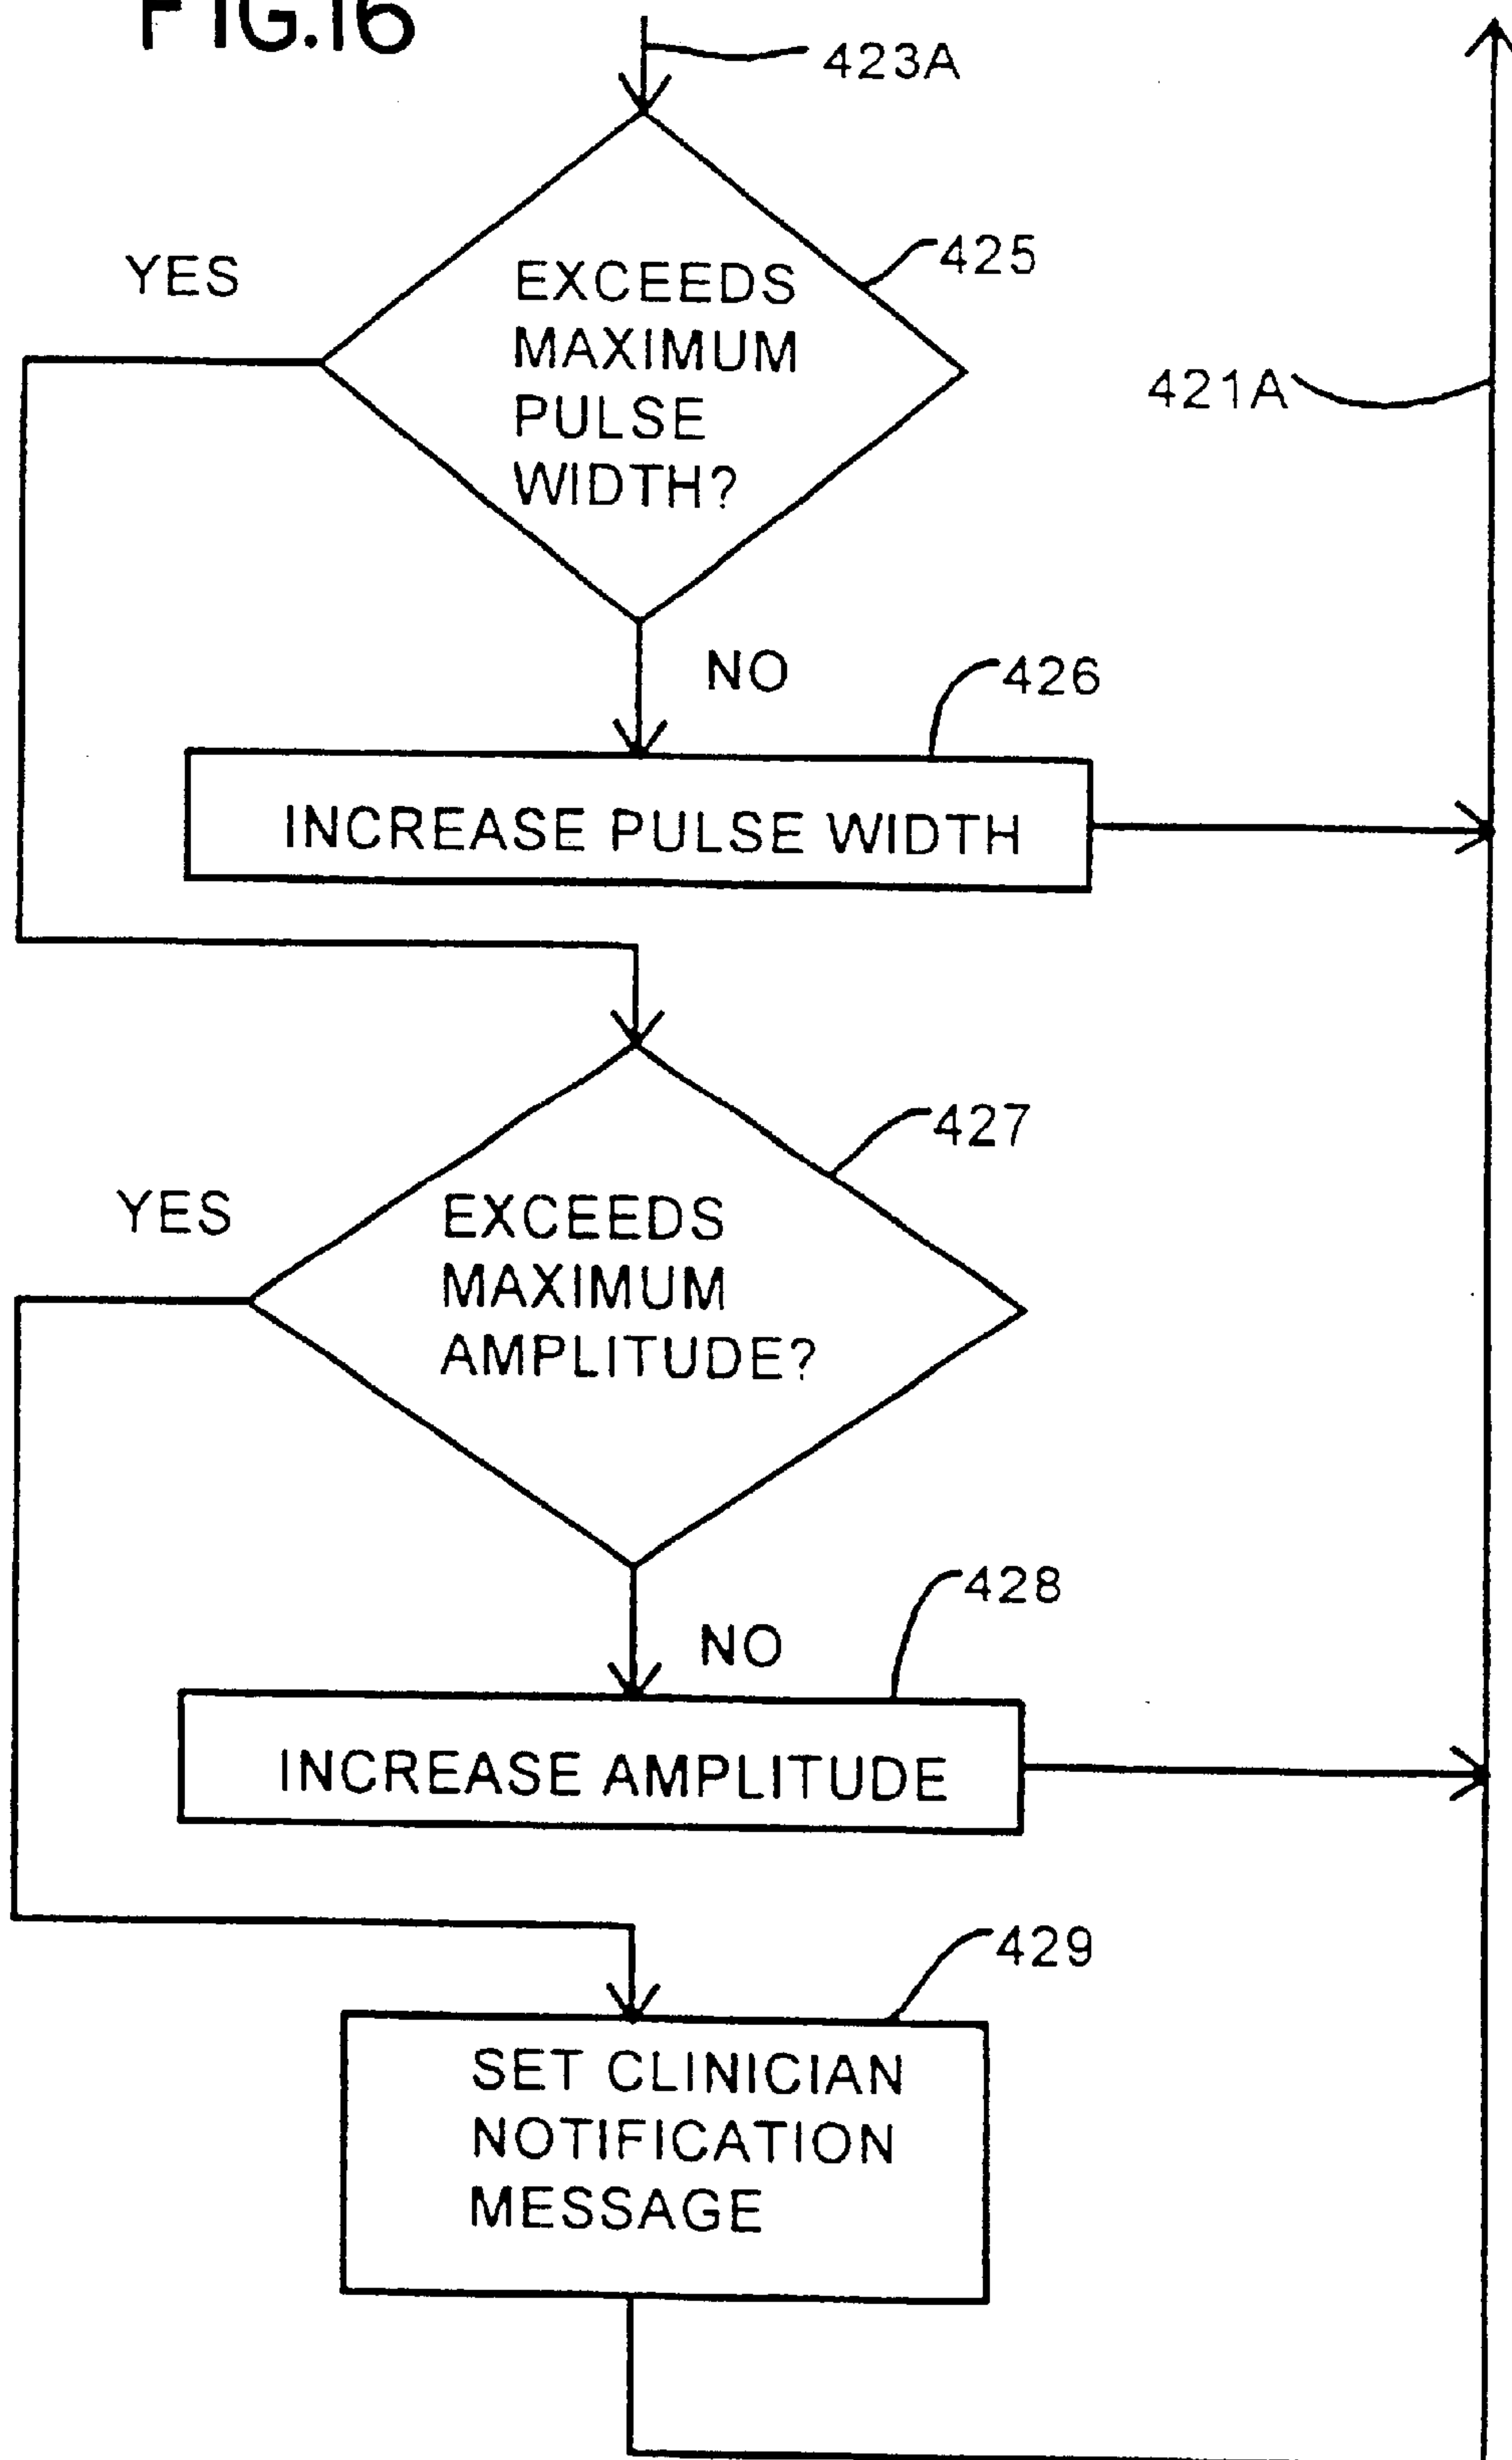 FIG.16
423A
YES
425
EXCEEDS
MAXIMUM
PULSE
WIDTH?
421A
NO
426
INCREASE PULSE WIDTH
427
YES
EXCEEDS
MAXIMUM
AMPLITUDE?
428
NO
INCREASE AMPLITUDE
429
SET CLINICIAN
NOTIFICATION
MESSAGE